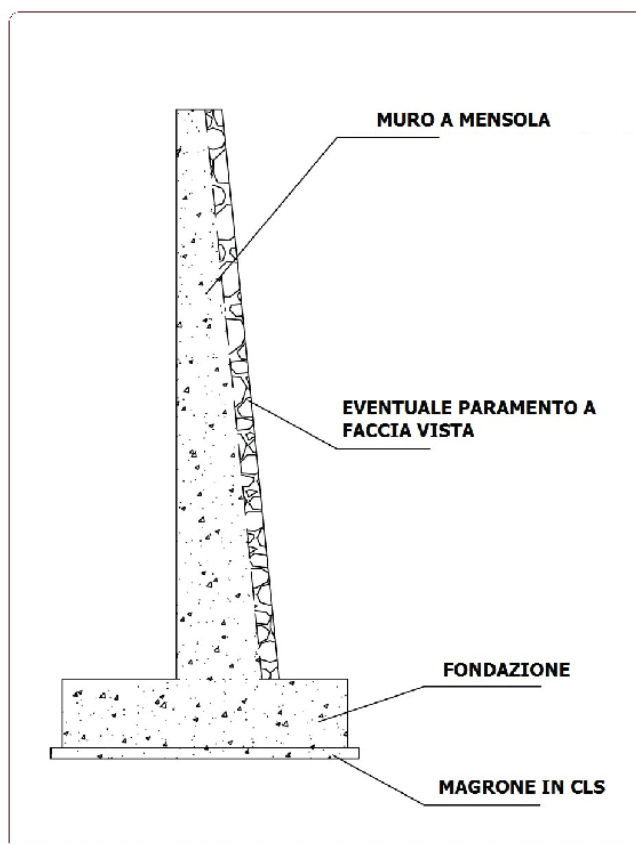 MURO A MENSOLA
EVENTUALE PARAMENTO A
FACCIA VISTA
FONDAZIONE
MAGRONE IN CLS